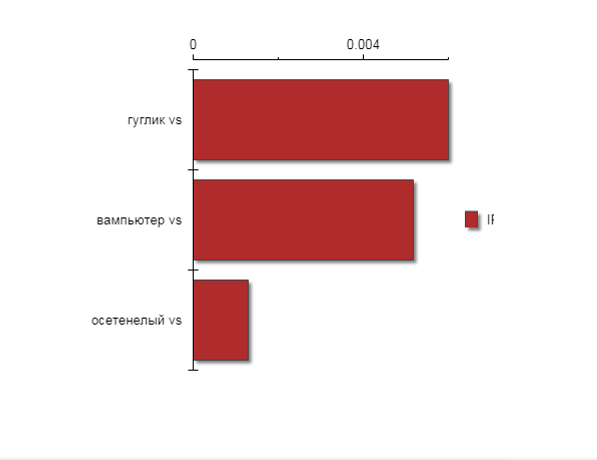 0 0.004
гуглик vs
вампьютер vs
осетенелый vs